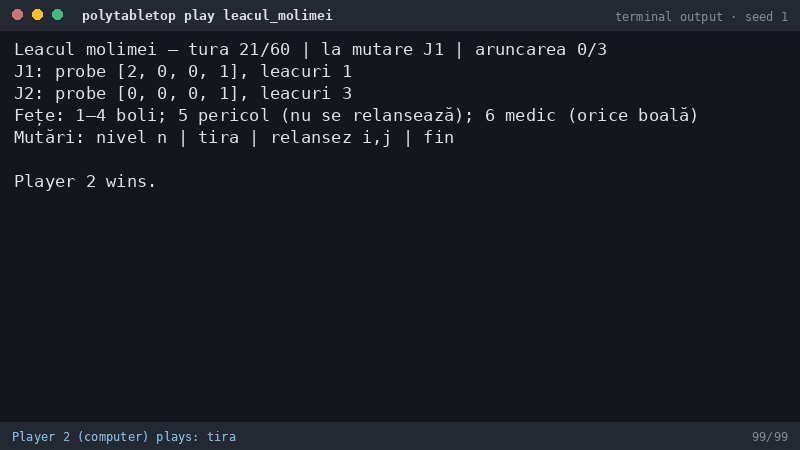 polytabletop play leacul_molimei
terminal output · seed 1
Leacul molimei — tura 21/60 | la mutare J1 | aruncarea 0/3
J1: probe [2, 0, 0, 1], leacuri 1
J2: probe [0, 0, 0, 1], leacuri 3
Fețe: 1–4 boli; 5 pericol (nu se relansează); 6 medic (orice boală)
Mutări: nivel n | tira | relansez i,j | fin
Player 2 wins.
Player 2 (computer) plays: tira
99/99